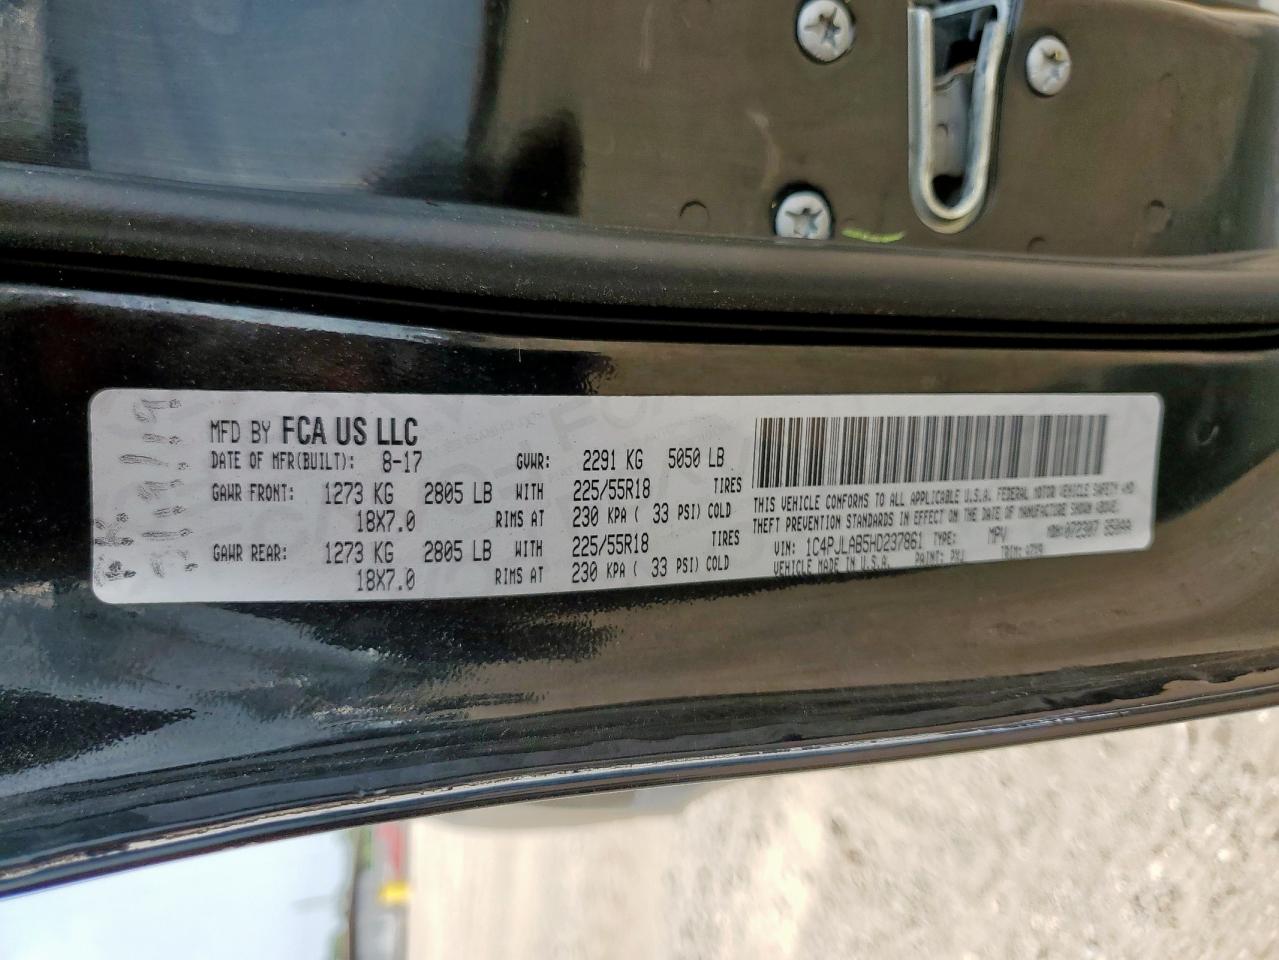 MFD BY FCA US LLC
DATE OF MFR(BUILT): 8-17 GVWR: 2291 KG 5050 LB
GAWR FRONT: 1273 KG 2805 LB WITH 225/55R18 TIRES
18X7.0 RIMS AT 230 KPA ( 33 PSI) COLD
GAWR REAR: 1273 KG 2805 LB WITH 225/55R18 TIRES
18X7.0 RIMS AT 230 KPA ( 33 PSI) COLD
THIS VEHICLE CONFORMS TO ALL APPLICABLE U.S.A. FEDERAL MOTOR VEHICLE SAFETY AND
THEFT PREVENTION STANDARDS IN EFFECT ON THE DATE OF MANUFACTURE SHOWN ABOVE.
VIN: 1C4PJLAB5HD237861 TYPE: MPV
VEHICLE MADE IN U.S.A. PAINT: TRIM: